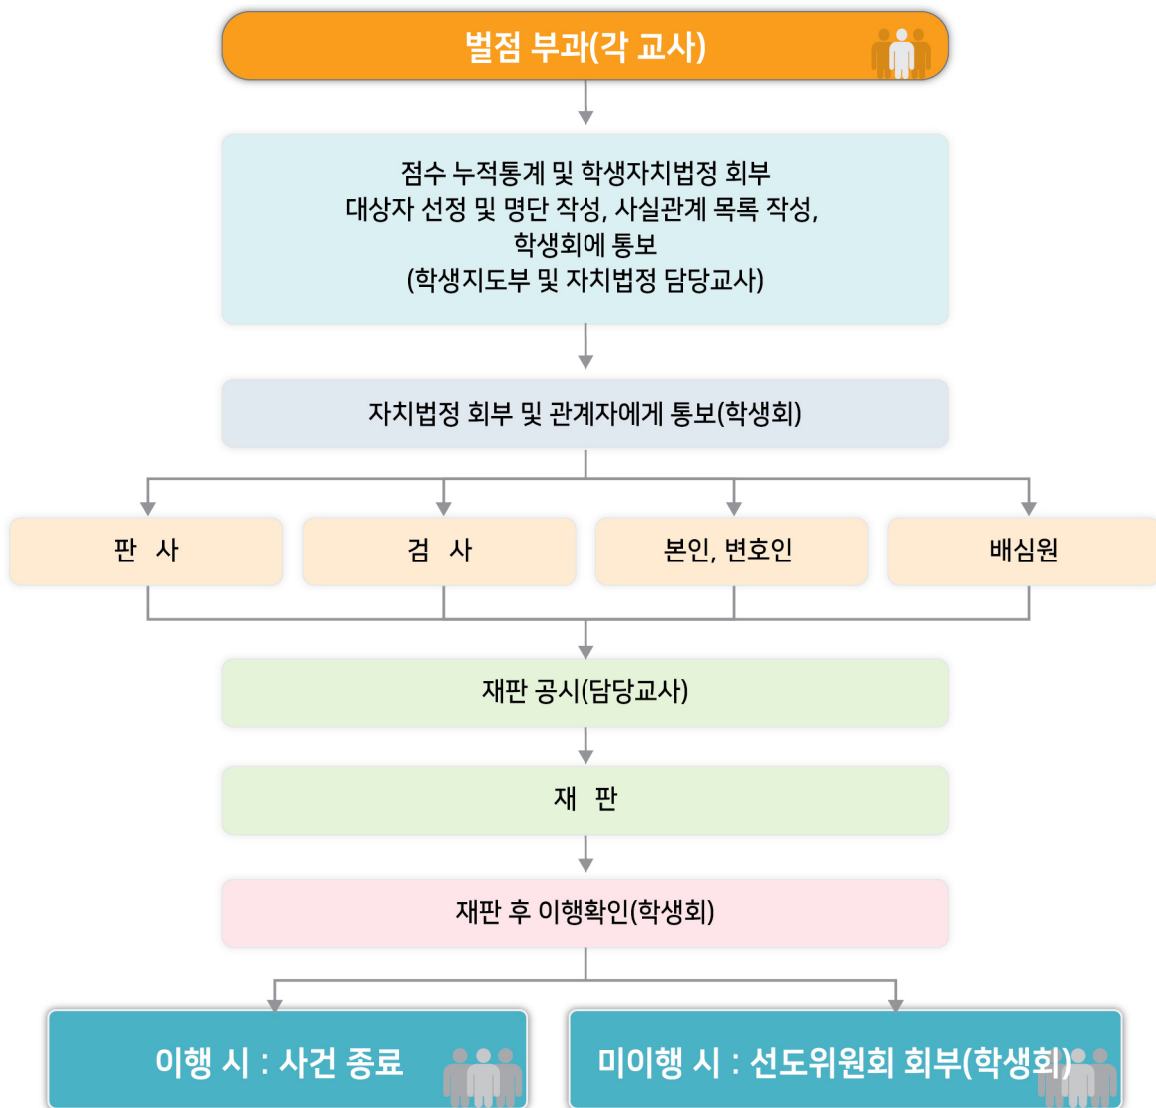 벌점 부과(각 교사)
점수 누적통계 및 학생자치법정 회부
대상자 선정 및 명단 작성, 사실관계 목록 작성,
학생회에 통보
(학생지도부 및 자치법정 담당교사)
자치법정 회부 및 관계자에게 통보(학생회)
판 사
검 사
본인, 변호인
배심원
재판 공시(담당교사)
재 판
재판 후 이행확인(학생회)
이행 시 : 사건 종료
미이행 시 : 선도위원회 회부(학생회)